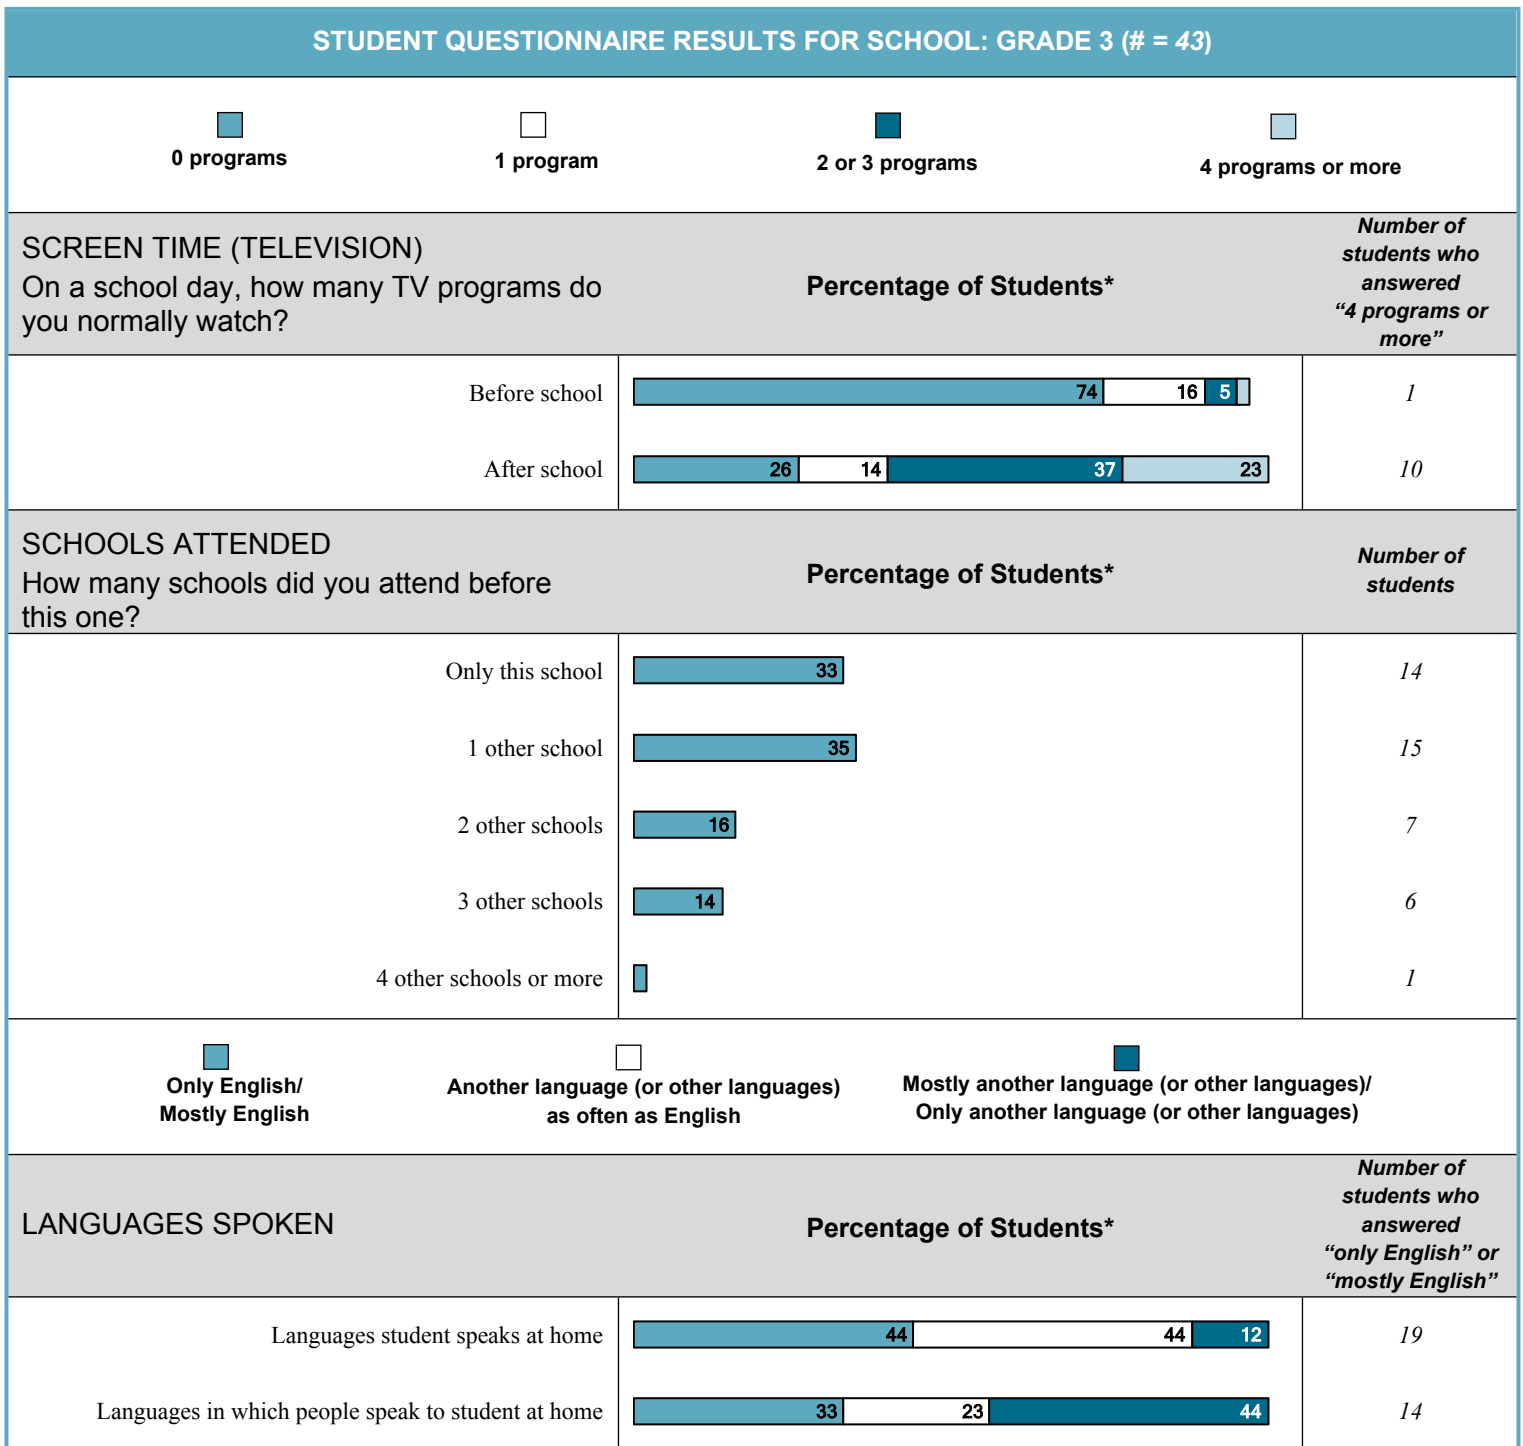 STUDENT QUESTIONNAIRE RESULTS FOR SCHOOL: GRADE 3 (# = 43)
0 programs
1 program
2 or 3 programs
4 programs or more
SCREEN TIME (TELEVISION)
On a school day, how many TV programs do
you normally watch?
Percentage of Students*
Number of
students who
answered
“4 programs or
more”
Before school
74 16 5
1
After school
26 14 37 23
10
SCHOOLS ATTENDED
How many schools did you attend before
this one?
Percentage of Students*
Number of
students
Only this school
33
14
1 other school
35
15
2 other schools
16
7
3 other schools
14
6
4 other schools or more
1
Only English/
Mostly English
Another language (or other languages)
as often as English
Mostly another language (or other languages)/
Only another language (or other languages)
LANGUAGES SPOKEN
Percentage of Students*
Number of
students who
answered
“only English” or
“mostly English”
Languages student speaks at home
44 44 12
19
Languages in which people speak to student at home
33 23 44
14